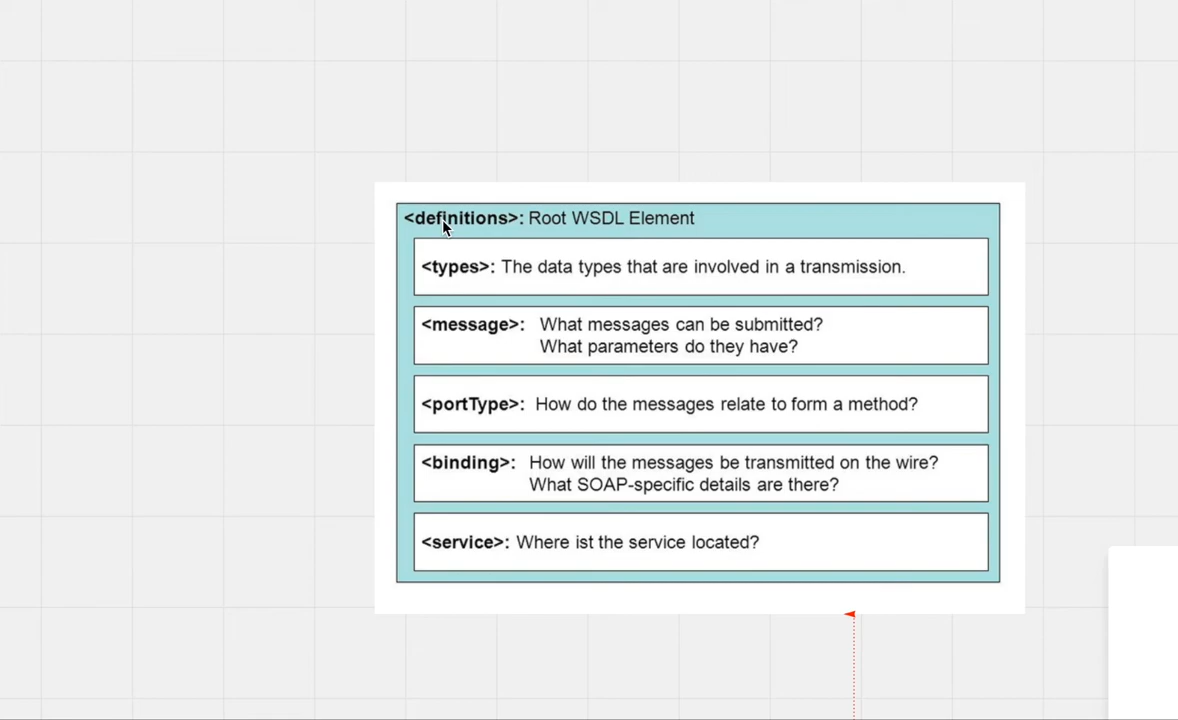 <definitions>: Root WSDL Element
<types>: The data types that are involved in a transmission.
<message>: What messages can be submitted?
What parameters do they have?
<portType>: How do the messages relate to form a method?
<binding>: How will the messages be transmitted on the wire?
What SOAP-specific details are there?
<service>: Where ist the service located?